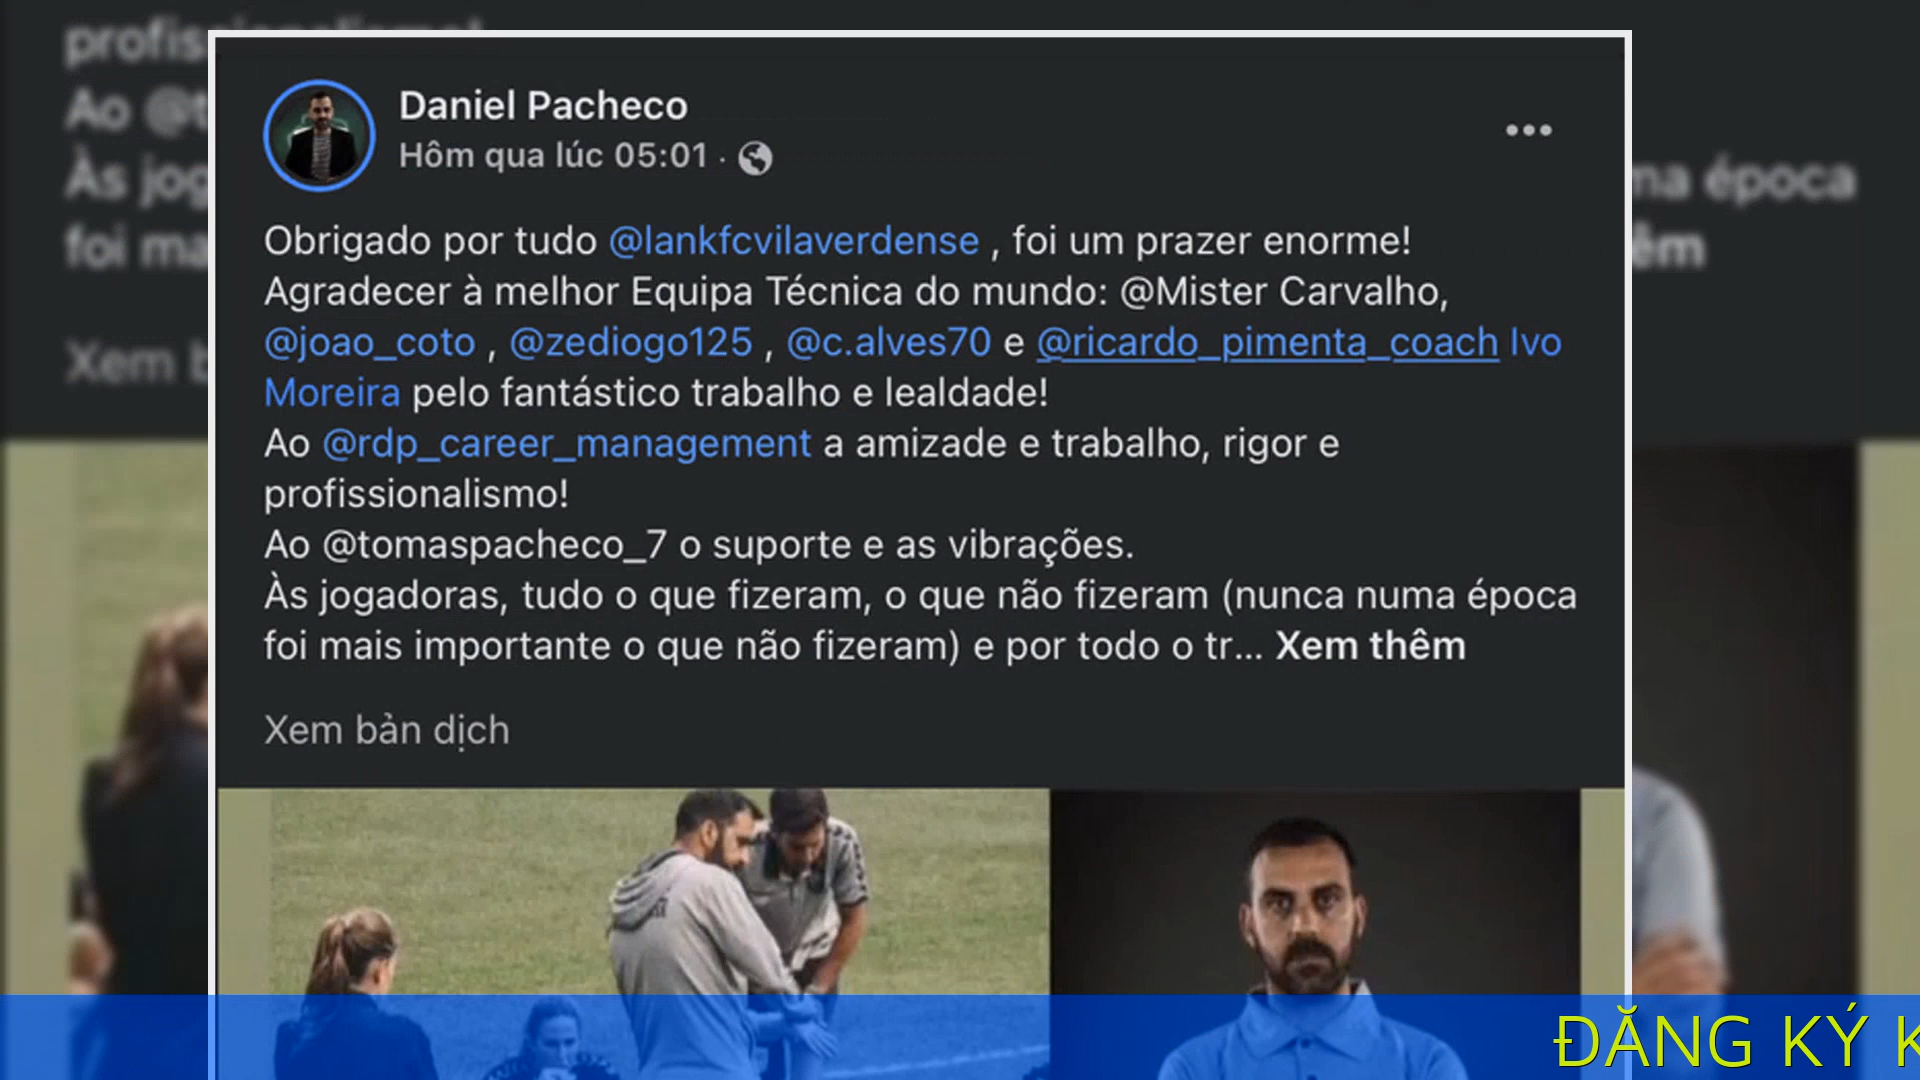 Daniel Pacheco
Hôm qua lúc 05:01 ·
Obrigado por tudo @lankfcvilaverdense , foi um prazer enorme!
Agradecer à melhor Equipa Técnica do mundo: @Mister Carvalho,
@joao_coto , @zediogo125 , @c.alves70 e @ricardo_pimenta_coach Ivo
Moreira pelo fantástico trabalho e lealdade!
Ao @rdp_career_management a amizade e trabalho, rigor e
profissionalismo!
Ao @tomaspacheco_7 o suporte e as vibrações.
Às jogadoras, tudo o que fizeram, o que não fizeram (nunca numa época
foi mais importante o que não fizeram) e por todo o tr... Xem thêm
Xem bản dịch
ĐĂNG KÝ